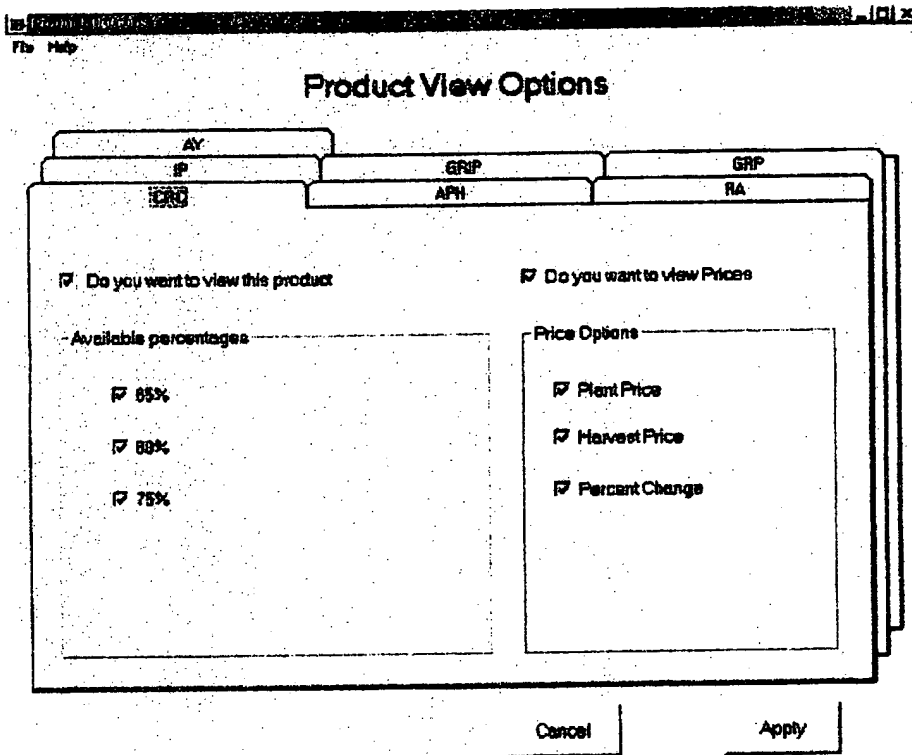 File Help
Product View Options
AY
IP GRIP GRP
CRC APH RA
Do you want to view this product Do you want to view Prices
Available percentages Price Options
85% Plant Price
80% Harvest Price
75% Percent Change
Cancel Apply